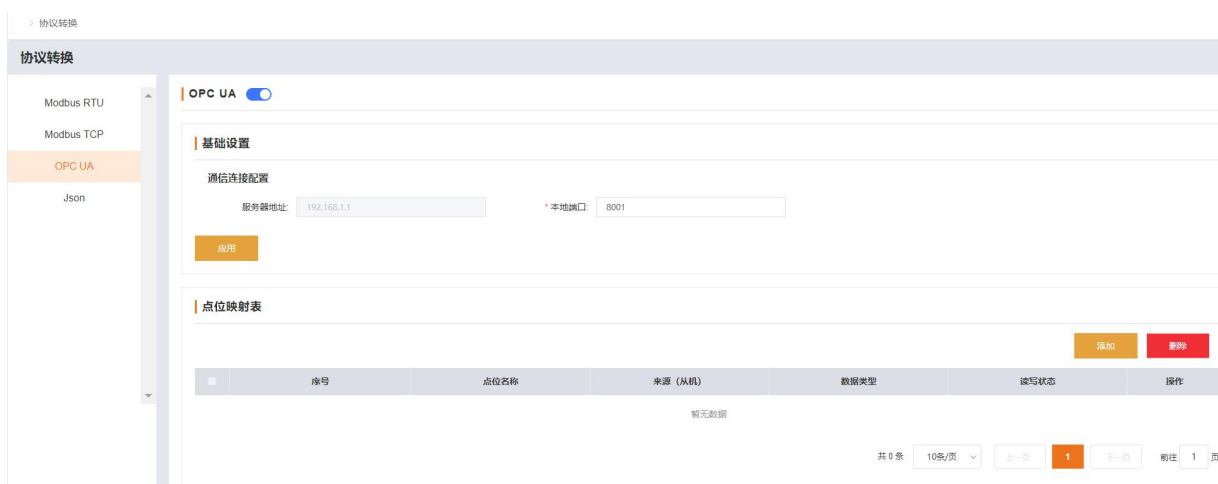 > 协议转换
协议转换
Modbus RTU
Modbus TCP
OPC UA
Json
OPC UA
基础设置
通信连接配置
服务器地址: 192.168.1.1 * 本地端口: 8001
应用
点位映射表
添加 删除
序号 点位名称 来源（从机） 数据类型 读写状态 操作
暂无数据
共 0 条 10条/页 上一页 1 下一页 前往 1 页